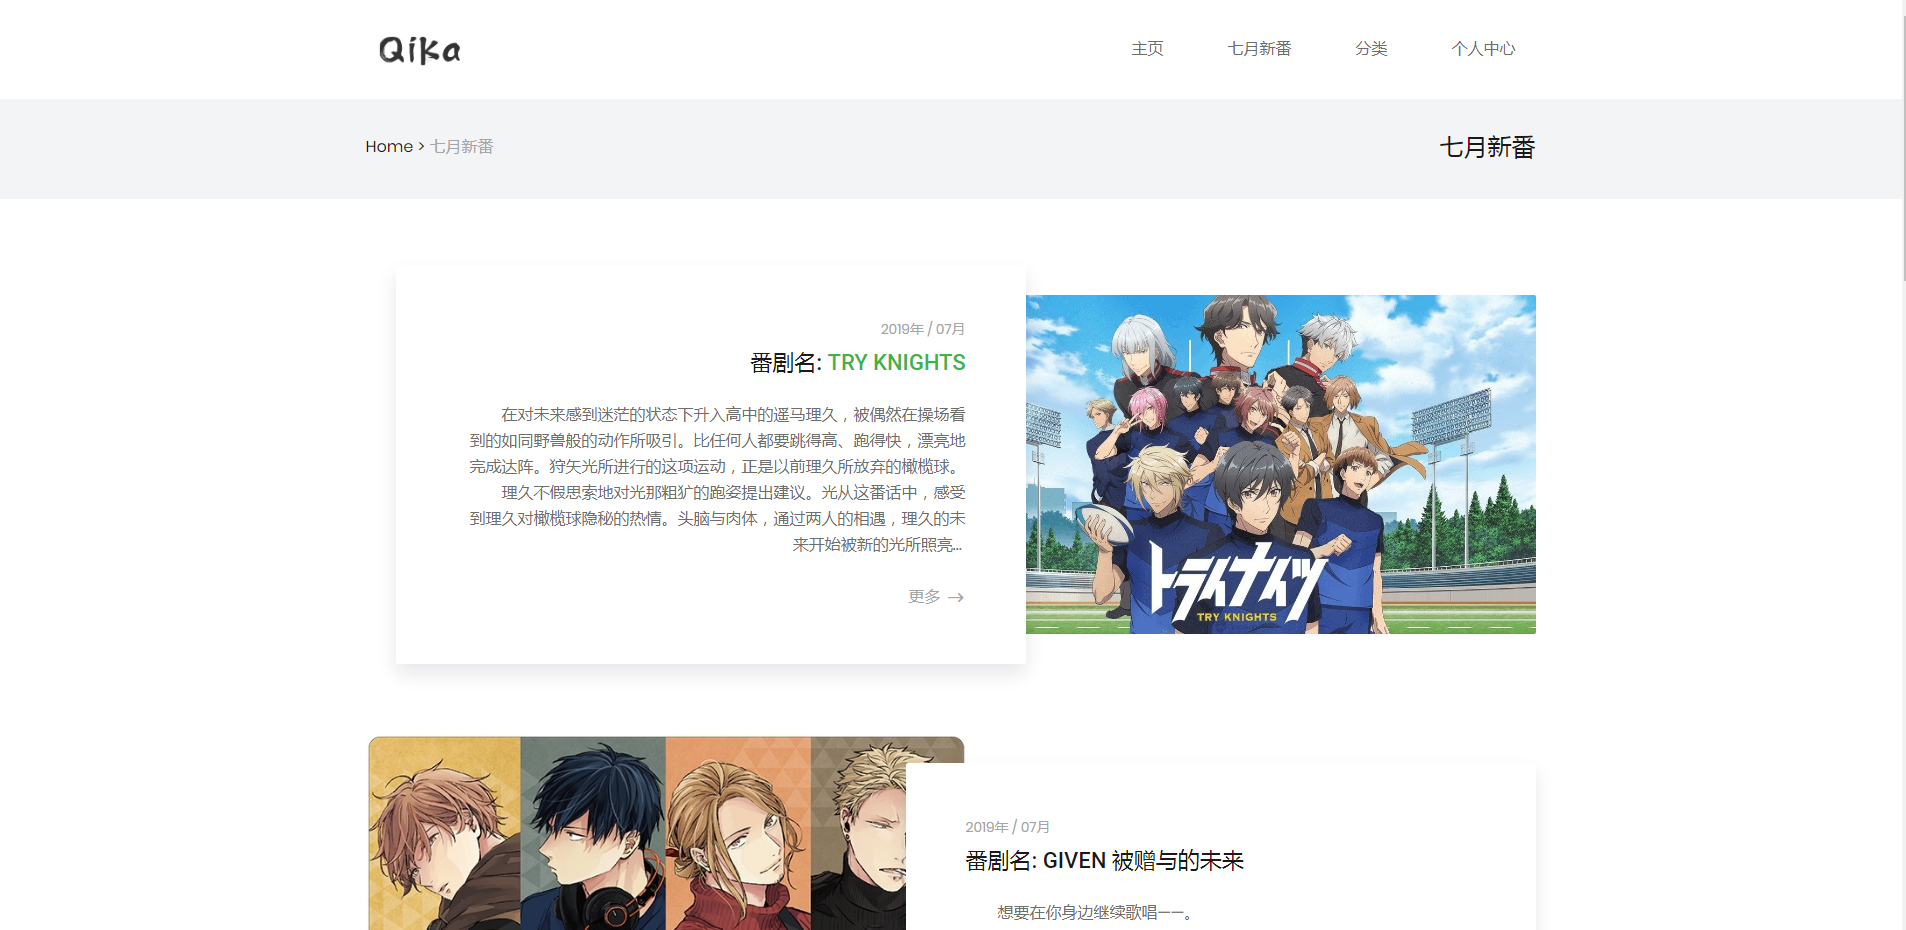 Qika
主页 七月新番 分类 个人中心
Home > 七月新番
七月新番
2019年 / 07月
番剧名: TRY KNIGHTS
在对未来感到迷茫的状态下升入高中的遥马理久，被偶然在操场看
到的如同野兽般的动作所吸引。比任何人都要跳得高、跑得快，漂亮地
完成达阵。狩矢光所进行的这项运动，正是以前理久所放弃的橄榄球。
理久不假思索地对光那粗犷的跑姿提出建议。光从这番话中，感受
到理久对橄榄球隐秘的热情。头脑与肉体，通过两人的相遇，理久的未
来开始被新的光所照亮...
更多 →
トライナイツ
TRY KNIGHTS
2019年 / 07月
番剧名: GIVEN 被赠与的未来
想要在你身边继续歌唱——。